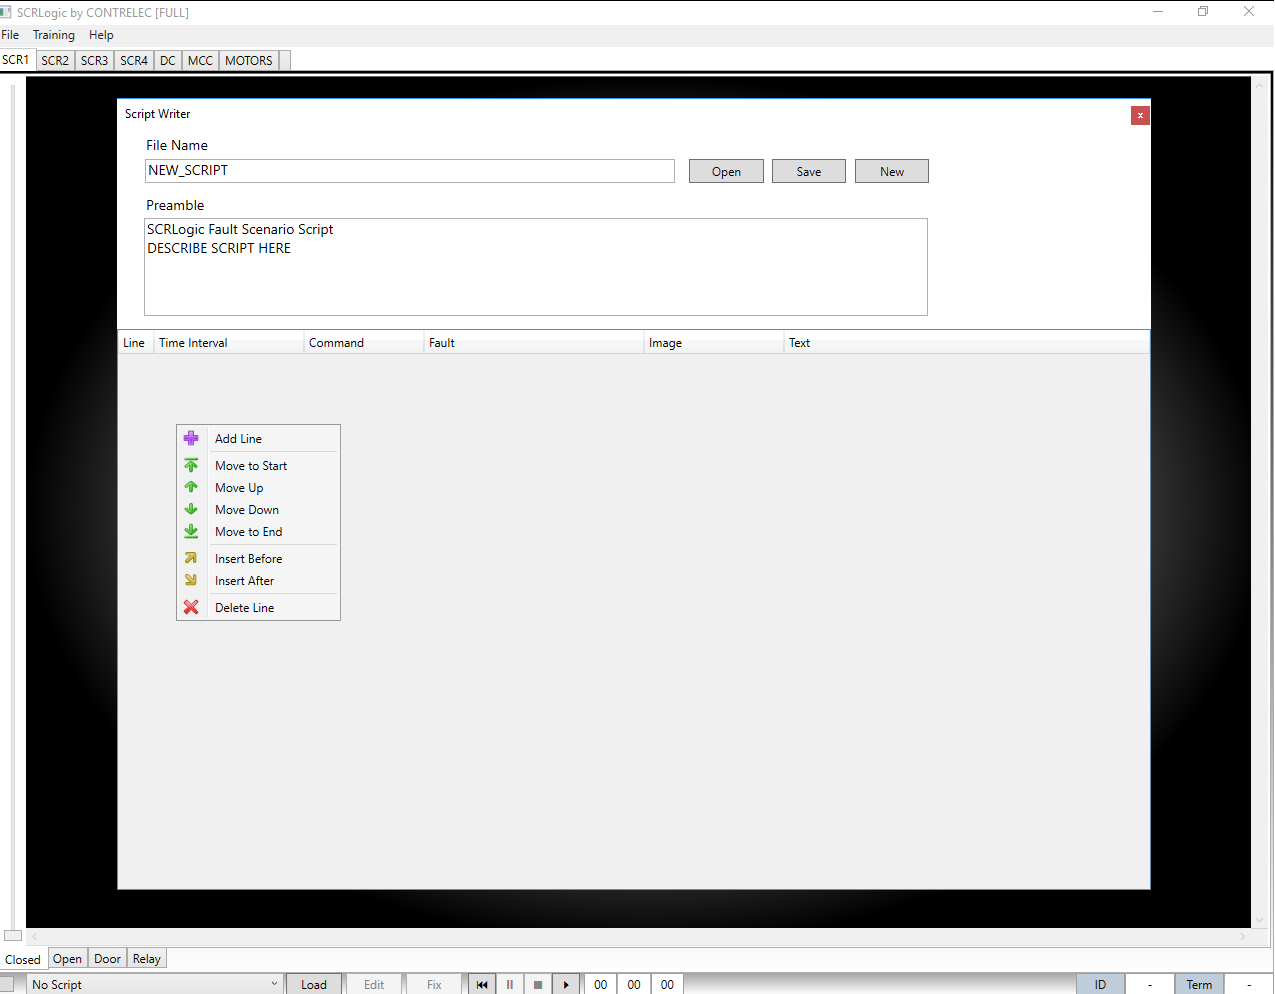 SCRLogic by CONTRELEC [FULL]
File Training Help
SCR1 SCR2 SCR3 SCR4 DC MCC MOTORS
Script Writer
x
File Name
NEW_SCRIPT Open Save New
Preamble
SCRLogic Fault Scenario Script
DESCRIBE SCRIPT HERE
Line Time Interval Command Fault Image Text
Add Line
Move to Start
Move Up
Move Down
Move to End
Insert Before
Insert After
Delete Line
Closed Open Door Relay
No Script Load Edit Fix 00 00 00 ID - Term -